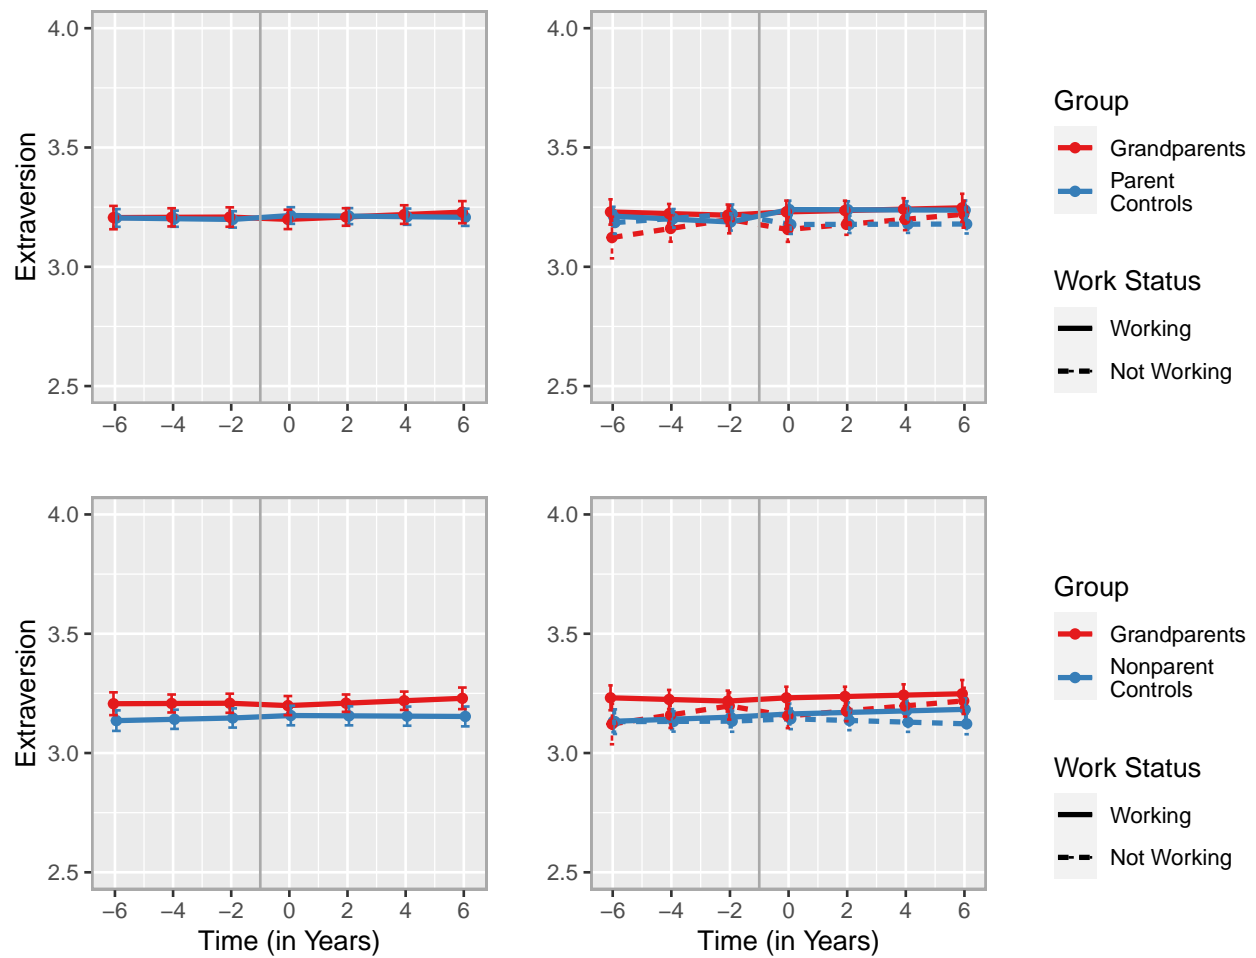 4.0
3.5
3.0
2.5
Extraversion
−6 −4 −2 0 2 4 6
4.0
3.5
3.0
2.5
−6 −4 −2 0 2 4 6
Group
Grandparents
Parent
Controls
Work Status
Working
Not Working
4.0
3.5
3.0
2.5
Extraversion
−6 −4 −2 0 2 4 6
Time (in Years)
4.0
3.5
3.0
2.5
−6 −4 −2 0 2 4 6
Time (in Years)
Group
Grandparents
Nonparent
Controls
Work Status
Working
Not Working